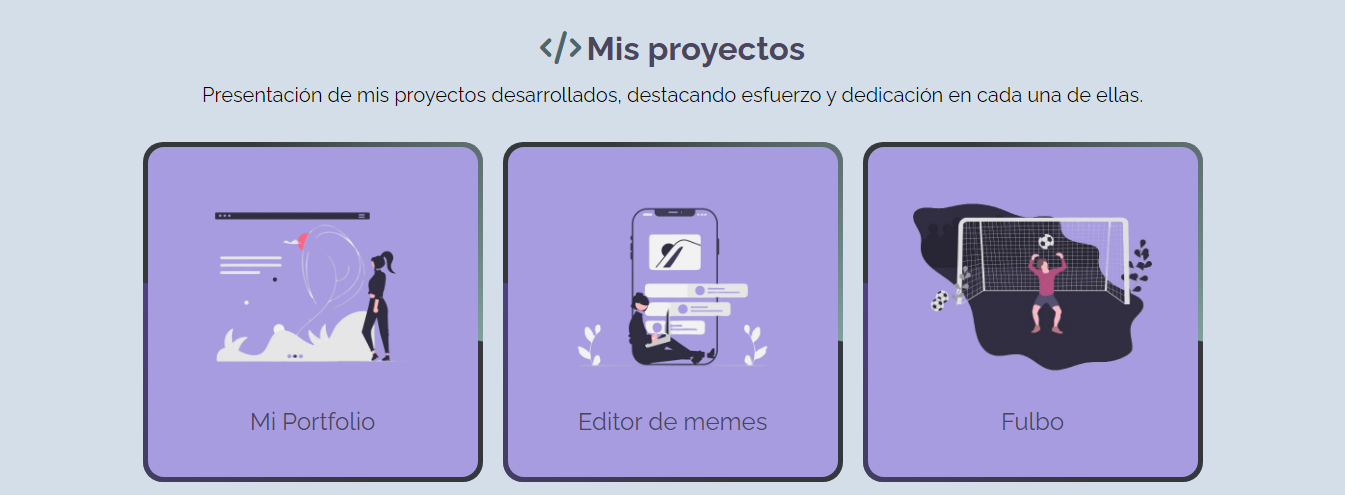 </> Mis proyectos
Presentación de mis proyectos desarrollados, destacando esfuerzo y dedicación en cada una de ellas.
Mi Portfolio
Editor de memes
Fulbo